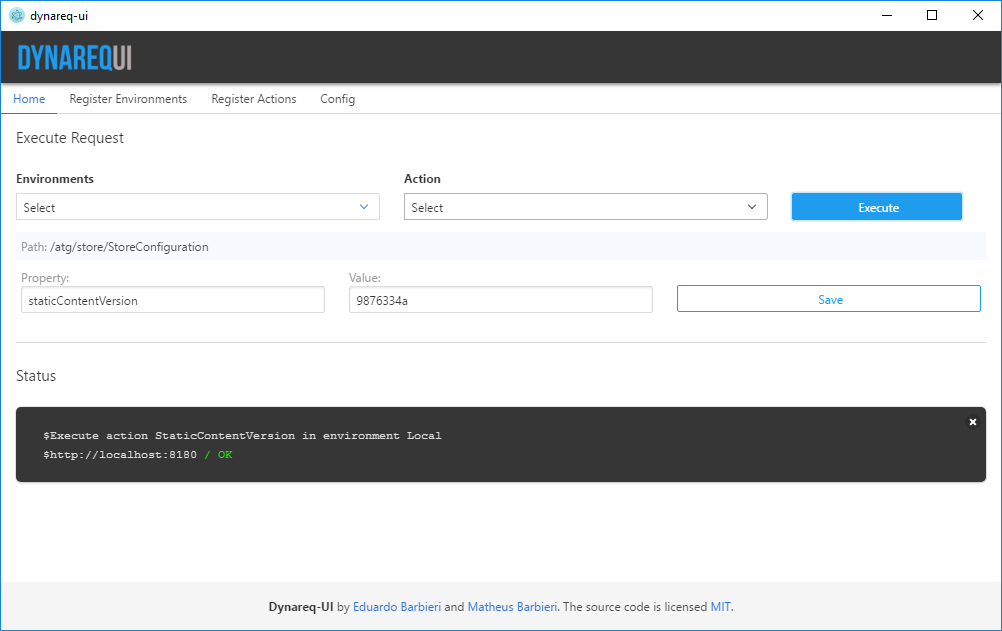 dynareq-ui
DYNAREQUI
Home Register Environments Register Actions Config
Execute Request
Environments Action
Select Select Execute
Path: /atg/store/StoreConfiguration
Property: Value:
staticContentVersion 9876334a Save
Status
$Execute action StaticContentVersion in environment Local
$http://localhost:8180 / OK
Dynareq-UI by Eduardo Barbieri and Matheus Barbieri. The source code is licensed MIT.